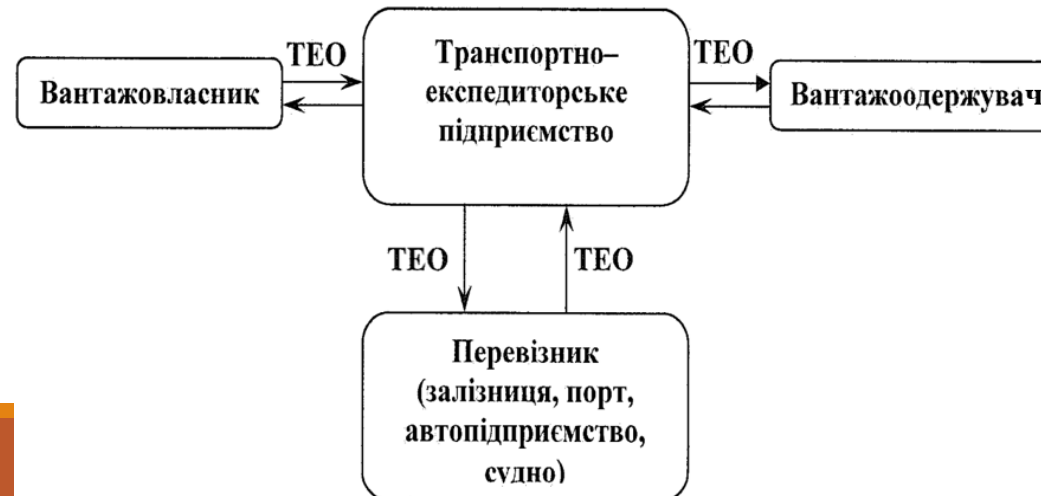 ТЕО
Транспортно–
експедиторське
підприємство
ТЕО
Вантажовласник
Вантажоодержувач
ТЕО
ТЕО
Перевізник
(залізниця, порт,
автопідприємство,
судно)